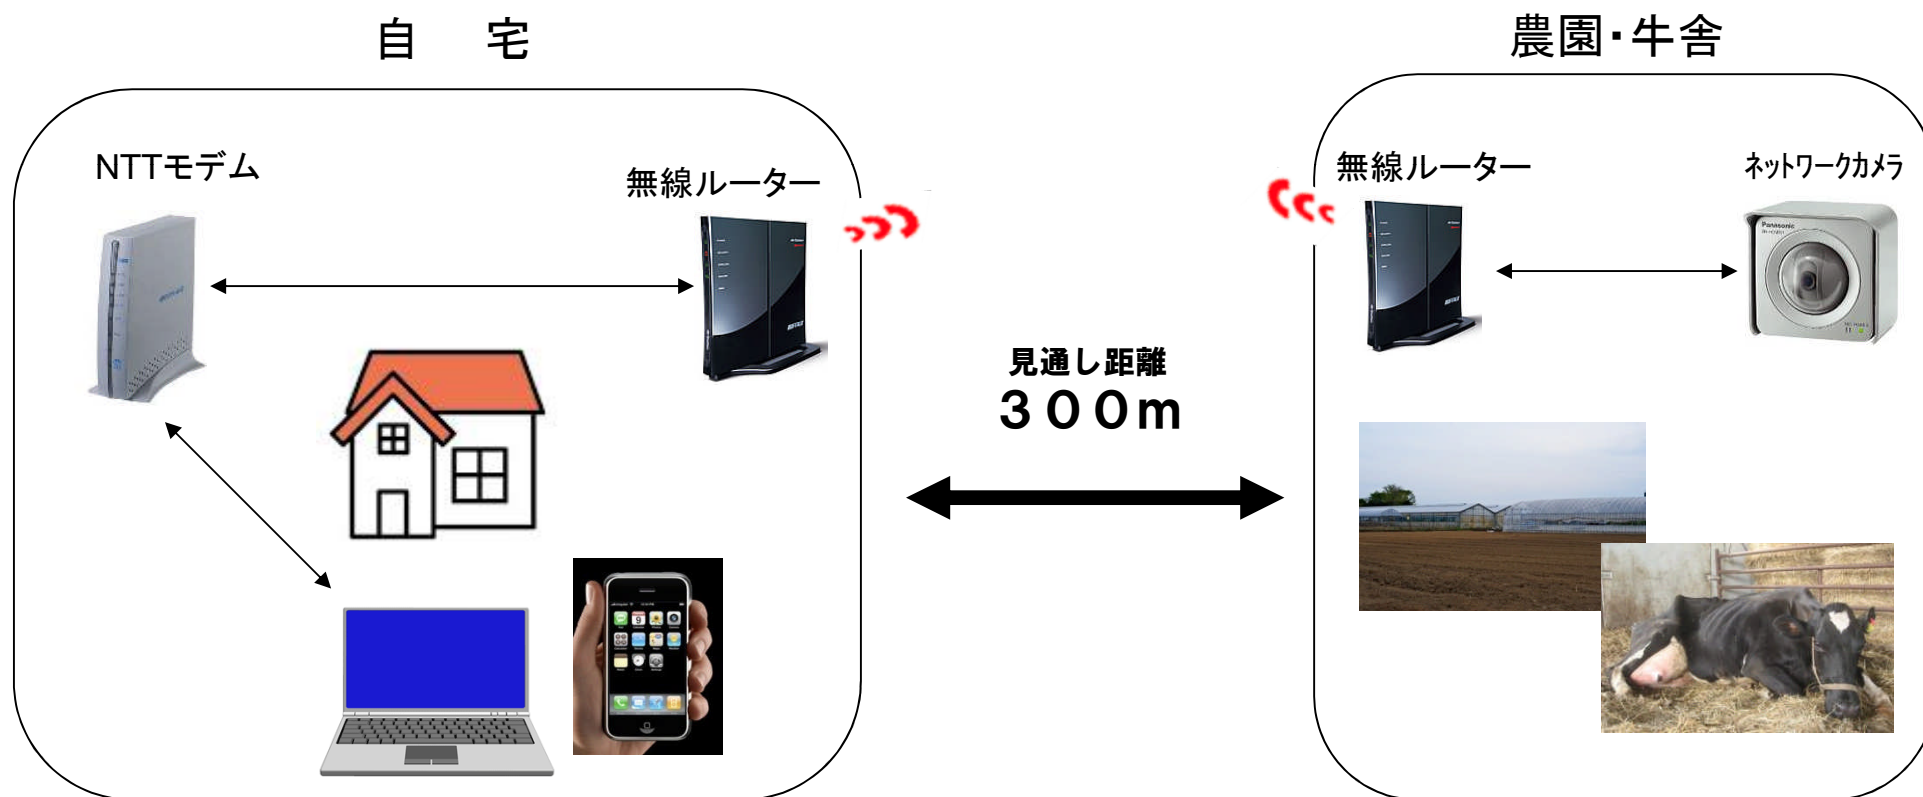 自　宅
農園・牛舎
NTTモデム
無線ルーター
無線ルーター
ネットワークカメラ
Panasonic
BUFFALO
見通し距離
３００m